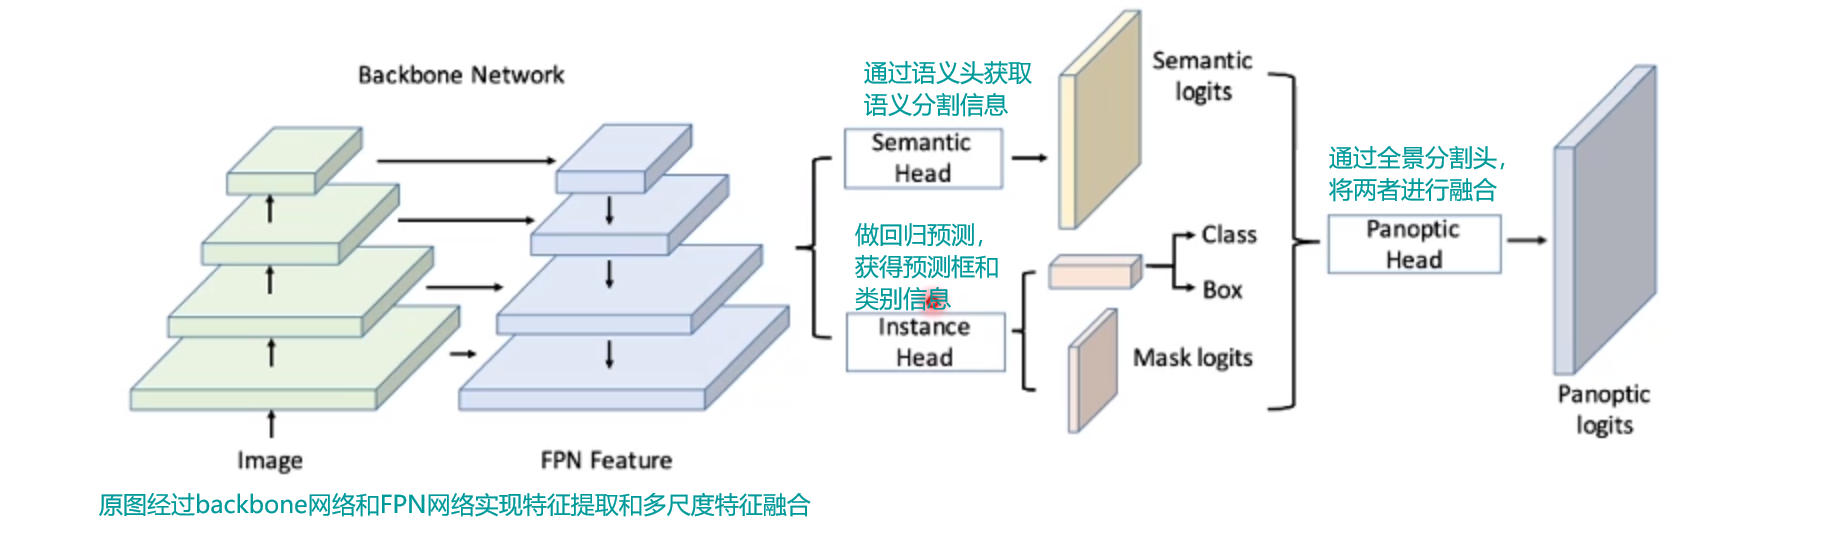 Backbone Network
Image
FPN Feature
原图经过backbone网络和FPN网络实现特征提取和多尺度特征融合
通过语义头获取
语义分割信息
Semantic
Head
Semantic
logits
做回归预测,
获得预测框和
类别信息
Instance
Head
Class
Box
Mask logits
通过全景分割头,
将两者进行融合
Panoptic
Head
Panoptic
logits